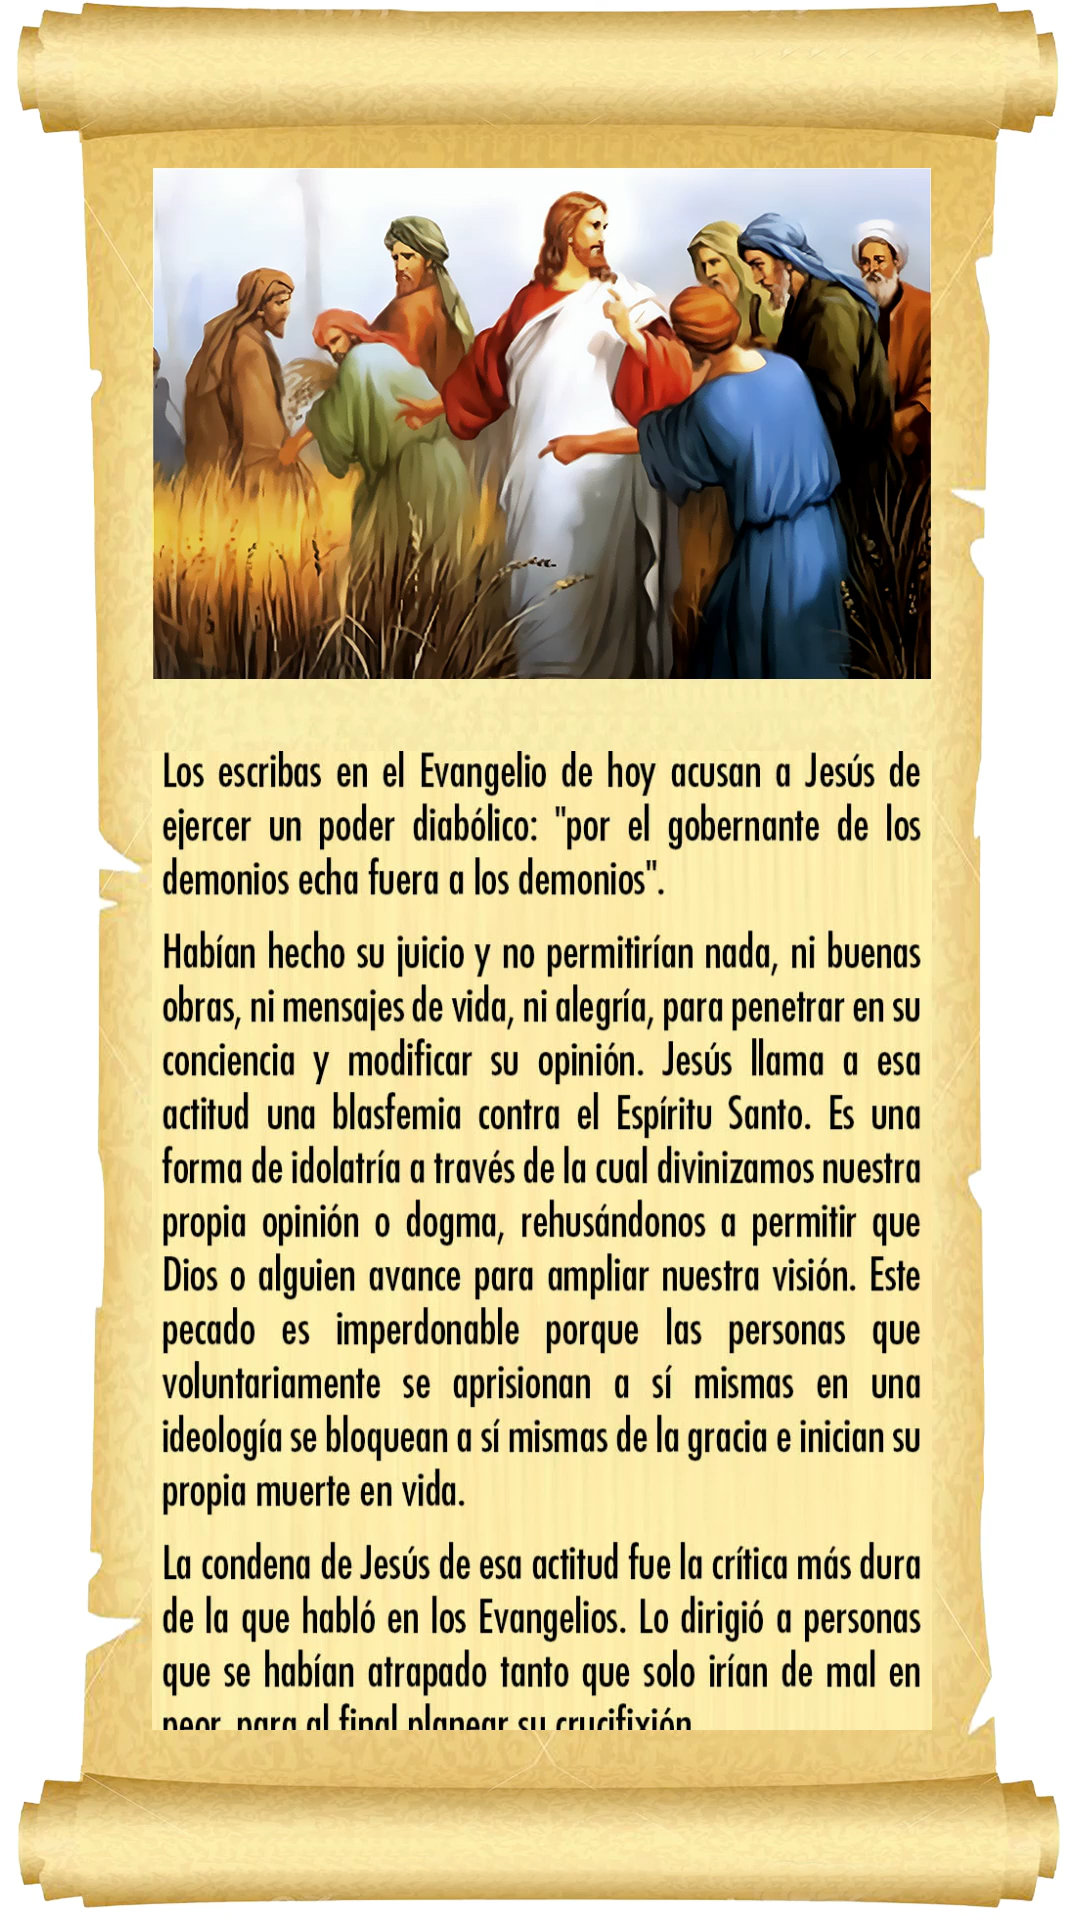 Los escribas en el Evangelio de hoy acusan a Jesús de
ejercer un poder diabólico: "por el gobernante de los
demonios echa fuera a los demonios".
Habían hecho su juicio y no permitirían nada, ni buenas
obras, ni mensajes de vida, ni alegría, para penetrar en su
conciencia y modificar su opinión. Jesús llama a esa
actitud una blasfemia contra el Espíritu Santo. Es una
forma de idolatría a través de la cual divinizamos nuestra
propia opinión o dogma, rehusándonos a permitir que
Dios o alguien avance para ampliar nuestra visión. Este
pecado es imperdonable porque las personas que
voluntariamente se aprisionan a sí mismas en una
ideología se bloquean a sí mismas de la gracia e inician su
propia muerte en vida.
La condena de Jesús de esa actitud fue la crítica más dura
de la que habló en los Evangelios. Lo dirigió a personas
que se habían atrapado tanto que solo irían de mal en
peor, para al final planear su crucifixión.